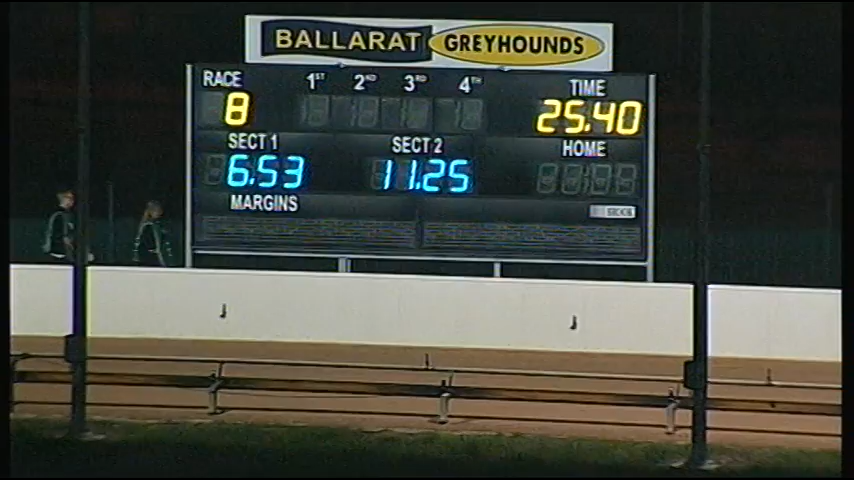 BALLARAT GREYHOUNDS
RACE 1ST 2ND 3RD 4TH TIME
8 25.40
SECT 1 SECT 2 HOME
6.53 11.25
MARGINS